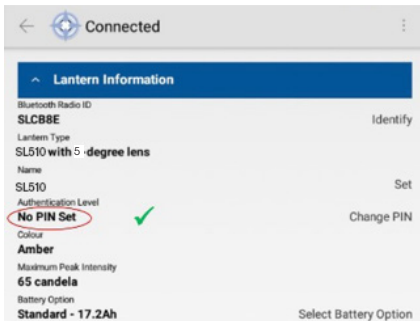 Connected
Lantern Information
Bluetooth Radio ID
SLCB8E Identify
Lantern Type
SL510 with 5 degree lens
Name
SL510 Set
Authentication Level
No PIN Set Change PIN
Colour
Amber
Maximum Peak Intensity
65 candela
Battery Option
Standard - 17.2Ah Select Battery Option